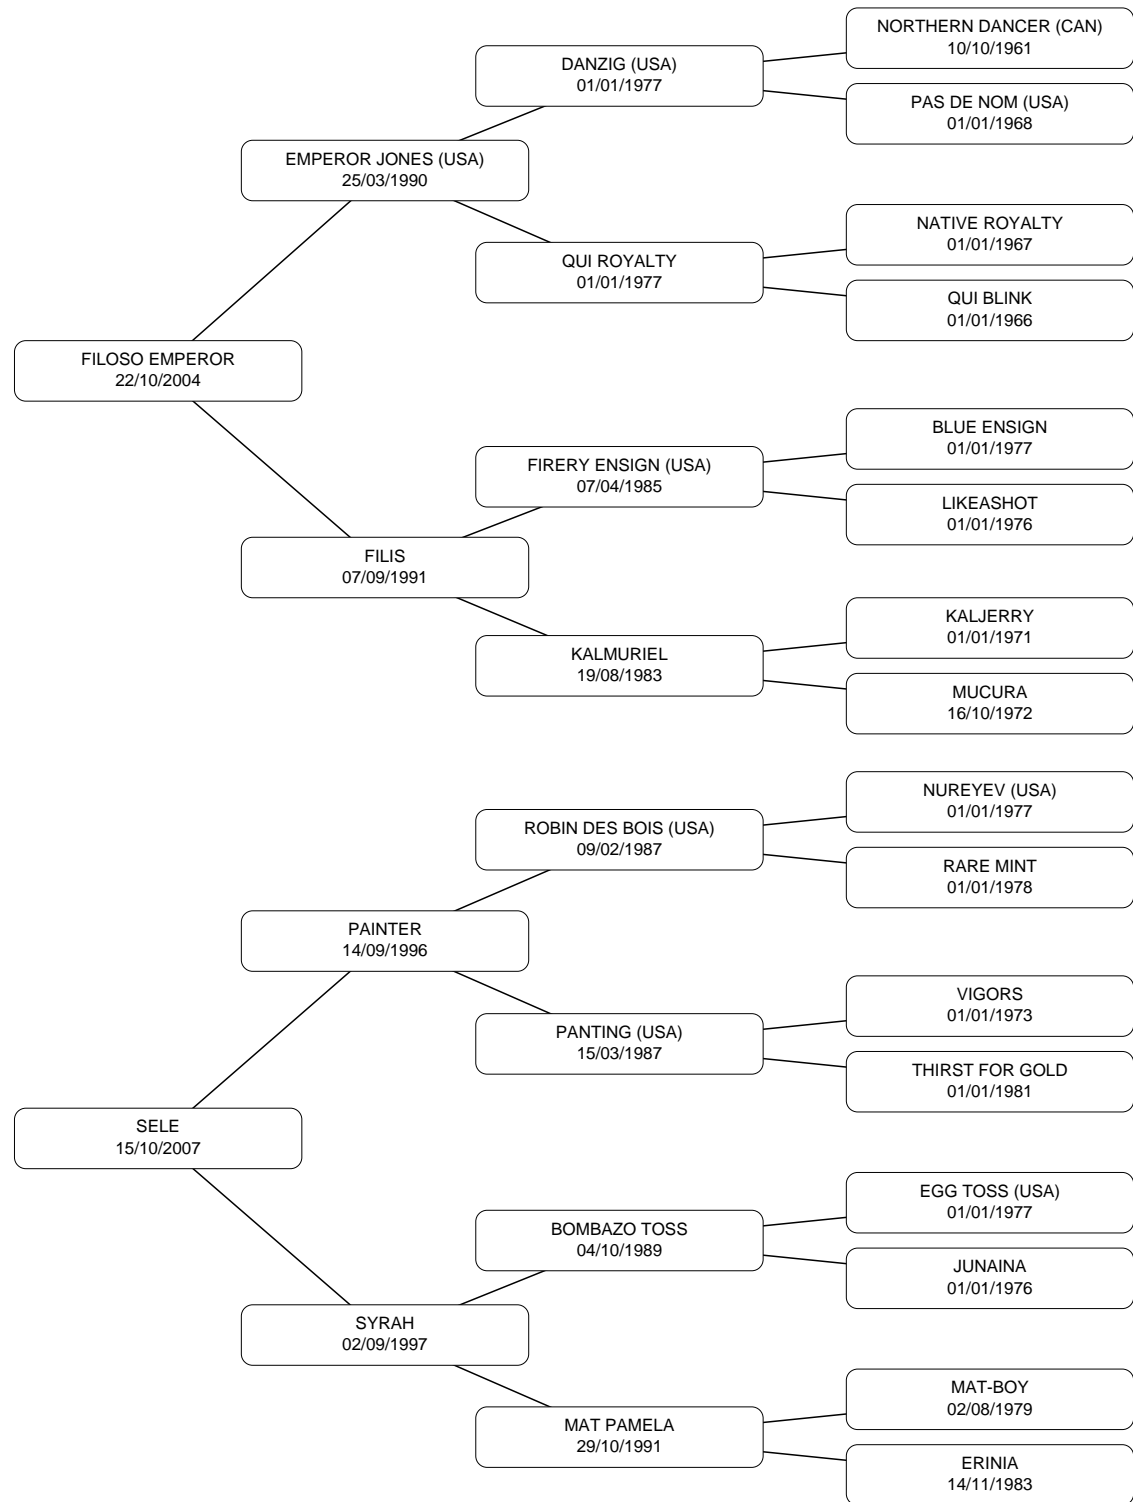 NORTHERN DANCER (CAN)
10/10/1961
DANZIG (USA)
01/01/1977
PAS DE NOM (USA)
01/01/1968
EMPEROR JONES (USA)
25/03/1990
NATIVE ROYALTY
01/01/1967
QUI ROYALTY
01/01/1977
QUI BLINK
01/01/1966
FILOSO EMPEROR
22/10/2004
BLUE ENSIGN
01/01/1977
FIRERY ENSIGN (USA)
07/04/1985
LIKEASHOT
01/01/1976
FILIS
07/09/1991
KALJERRY
01/01/1971
KALMURIEL
19/08/1983
MUCURA
16/10/1972
NUREYEV (USA)
01/01/1977
ROBIN DES BOIS (USA)
09/02/1987
RARE MINT
01/01/1978
PAINTER
14/09/1996
VIGORS
01/01/1973
PANTING (USA)
15/03/1987
THIRST FOR GOLD
01/01/1981
SELE
15/10/2007
EGG TOSS (USA)
01/01/1977
BOMBAZO TOSS
04/10/1989
JUNAINA
01/01/1976
SYRAH
02/09/1997
MAT-BOY
02/08/1979
MAT PAMELA
29/10/1991
ERINIA
14/11/1983